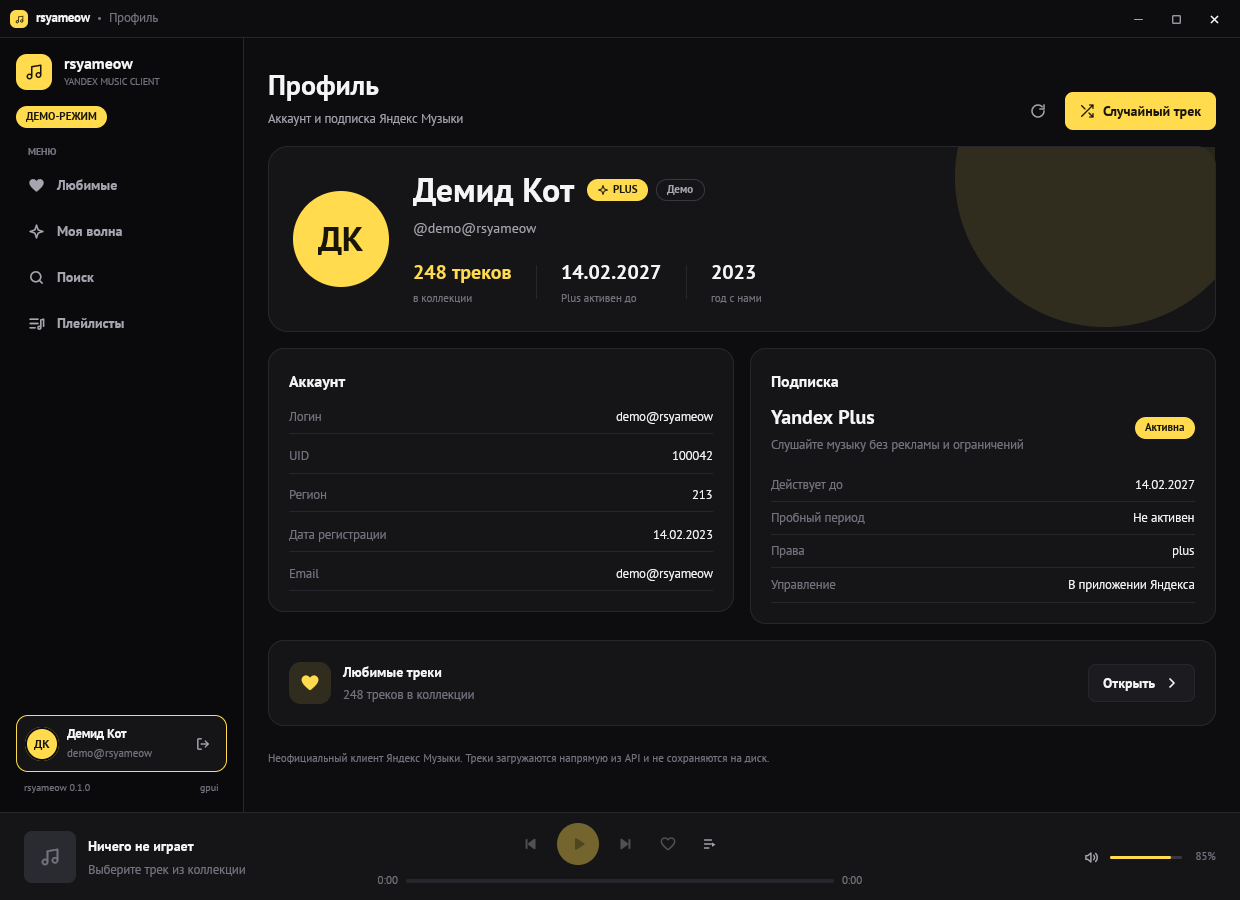 rsyameow • Профиль
rsyameow
YANDEX MUSIC CLIENT
ДЕМО-РЕЖИМ
МЕНЮ
Любимые
Моя волна
Поиск
Плейлисты
ДК
Демид Кот
demo@rsyameow
rsyameow 0.1.0
gpui
Профиль
Аккаунт и подписка Яндекс Музыки
Случайный трек
ДК
Демид Кот
PLUS
Демо
@demo@rsyameow
248 треков
в коллекции
14.02.2027
Plus активен до
2023
год с нами
Аккаунт
Логин
demo@rsyameow
UID
100042
Регион
213
Дата регистрации
14.02.2023
Email
demo@rsyameow
Подписка
Yandex Plus
Слушайте музыку без рекламы и ограничений
Активна
Действует до
14.02.2027
Пробный период
Не активен
Права
plus
Управление
В приложении Яндекса
Любимые треки
248 треков в коллекции
Открыть
Неофициальный клиент Яндекс Музыки. Треки загружаются напрямую из API и не сохраняются на диск.
Ничего не играет
Выберите трек из коллекции
0:00
0:00
85%